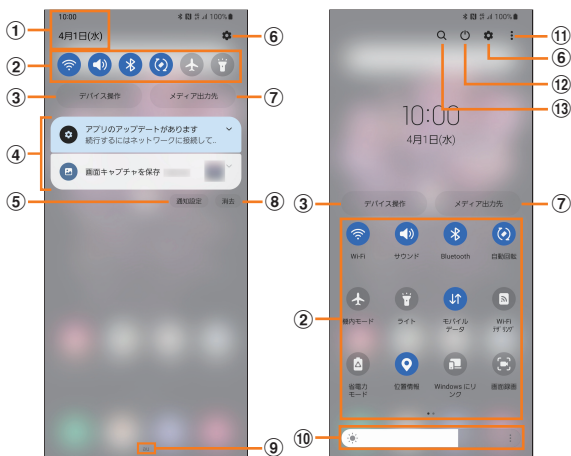 10:00 100%
4月1日(水)
① ⑥
②
デバイス操作 メディア出力先
③ ⑦
アプリのアップデートがあります
続行するにはネットワークに接続して..
④
画面キャプチャを保存
通知設定 消去
⑤ ⑧
⑨
100%
⑪
⑥
⑫
⑬
10:00
4月1日(水)
デバイス操作 メディア出力先
③ ⑦
Wi-Fi サウンド Bluetooth 自動回転
②
機内モード ライト モバイル Wi-Fi
データ テザリング
省電力 位置情報 Windows にリ 画面録画
モード ンク
⑩